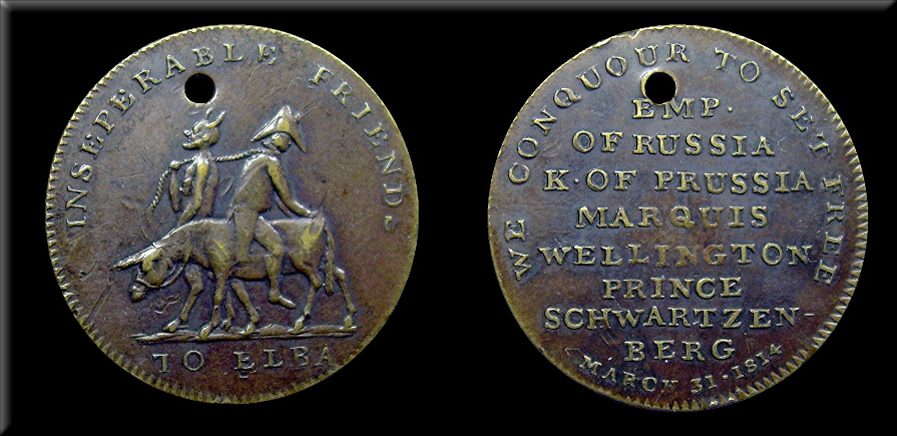 INSEPERABLE FRIENDS
TO ELBA
WE CONQUOUR TO SET FREE
EMP.
OF RUSSIA
K. OF PRUSSIA
MARQUIS
WELLINGTON
PRINCE
SCHWARTZEN-
BERG
MARCH 31. 1814